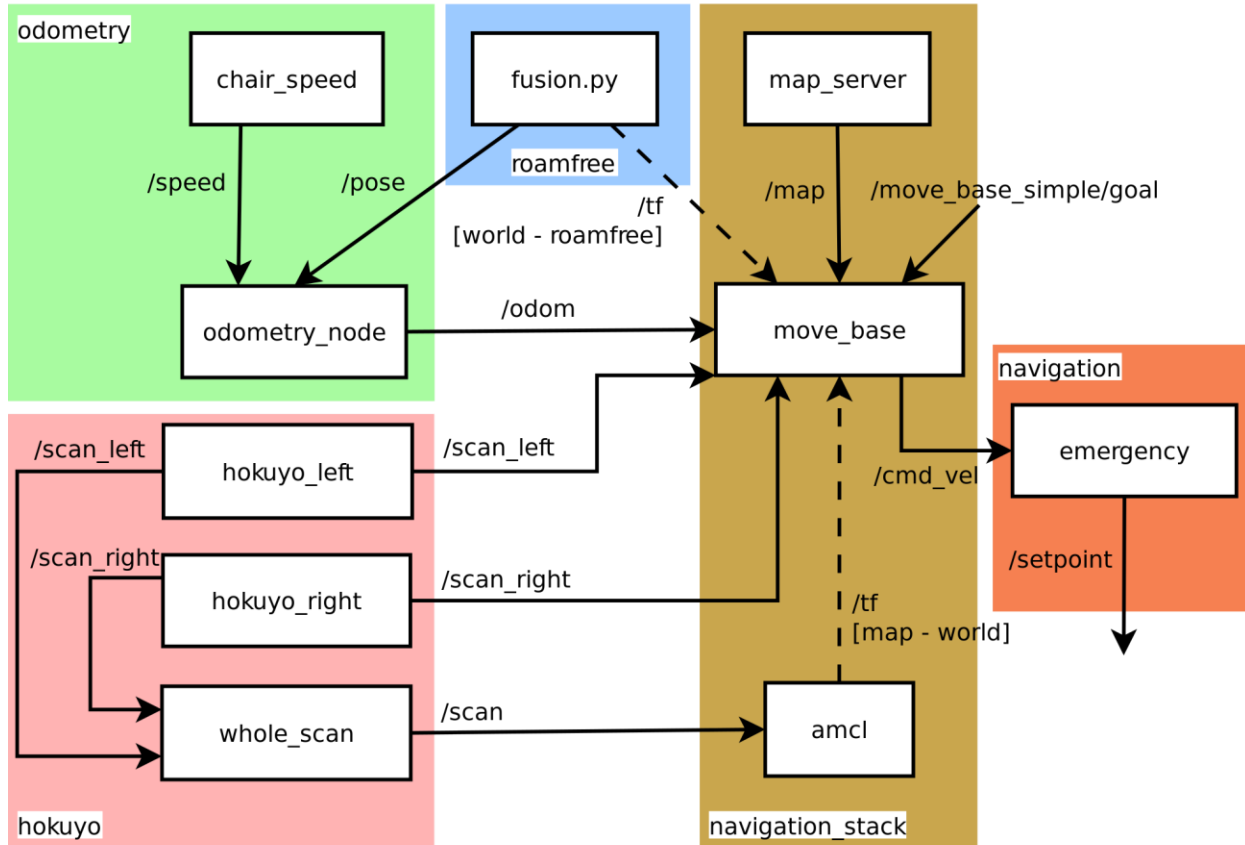 odometry
chair_speed
fusion.py
map_server
roamfree
/speed
/pose
/map
/move_base_simple/goal
/tf
[world - roamfree]
odometry_node
/odom
move_base
navigation
/scan_left
hokuyo_left
/scan_left
emergency
/cmd_vel
/scan_right
hokuyo_right
/scan_right
/setpoint
/tf
[map - world]
whole_scan
/scan
amcl
hokuyo
navigation_stack